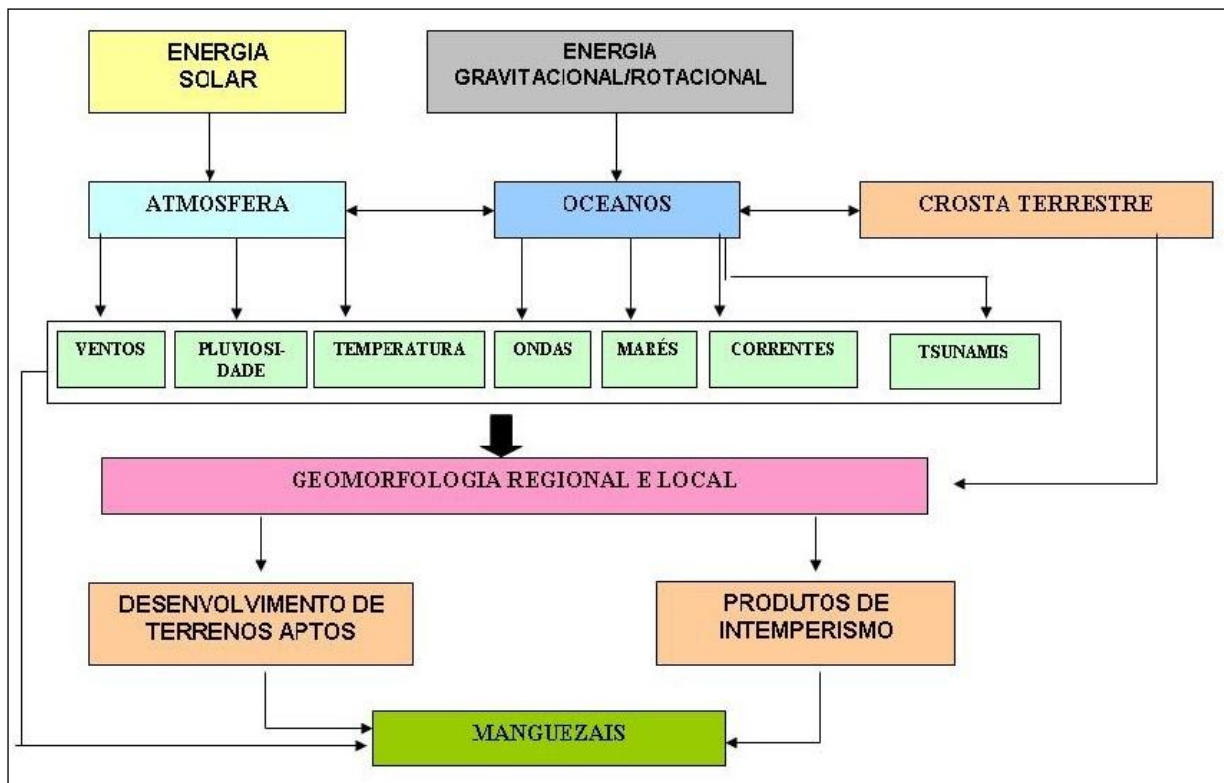 ENERGIA
SOLAR
ENERGIA
GRAVITACIONAL/ROTACIONAL
ATMOSFERA
OCEANOS
CROSTA TERRESTRE
VENTOS
PLUVIOSI-
DADE
TEMPERATURA
ONDAS
MARÉS
CORRENTES
TSUNAMIS
GEOMORFOLOGIA REGIONAL E LOCAL
DESENVOLVIMENTO DE
TERRENOS APTOS
PRODUTOS DE
INTEMPERISMO
MANGUEZAIS